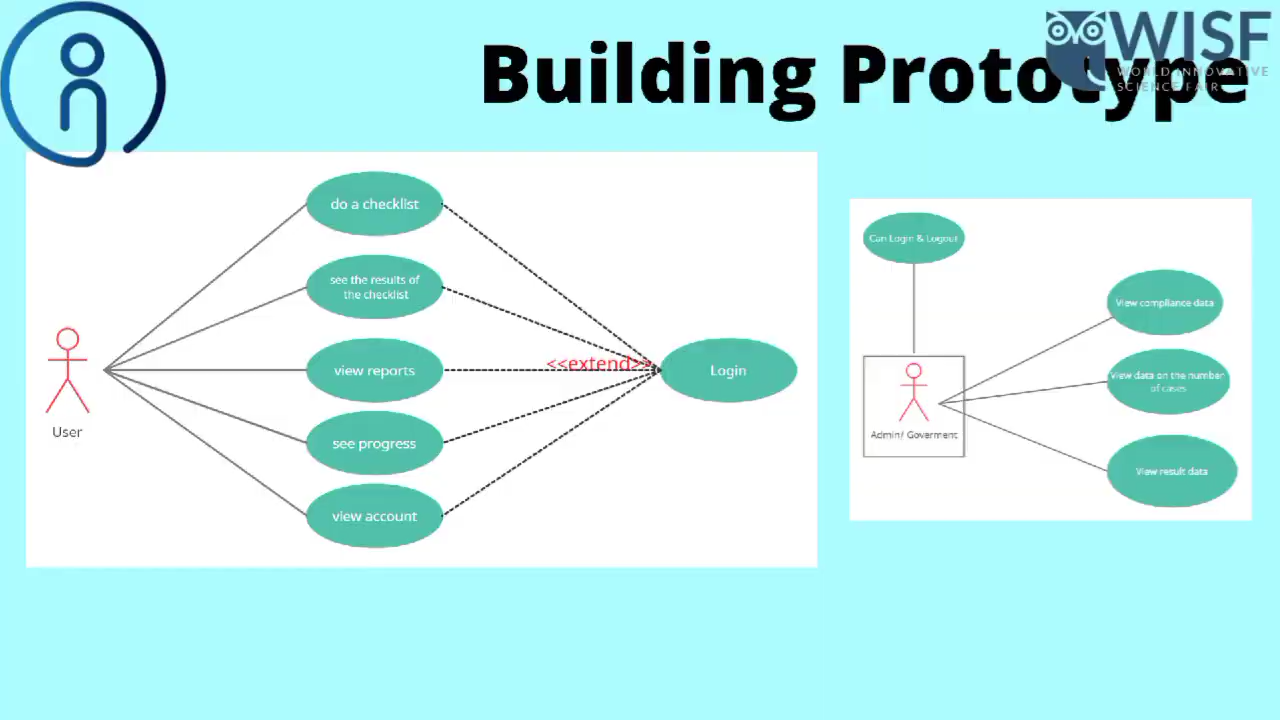 Building Prototype
WISF
WORLD INNOVATIVE
SCIENCE FAIR
do a checklist
see the results of
the checklist
view reports
see progress
view account
<<extend>>
Login
User
Can Login & Logout
Admin/ Goverment
View compliance data
View data on the number
of cases
View result data